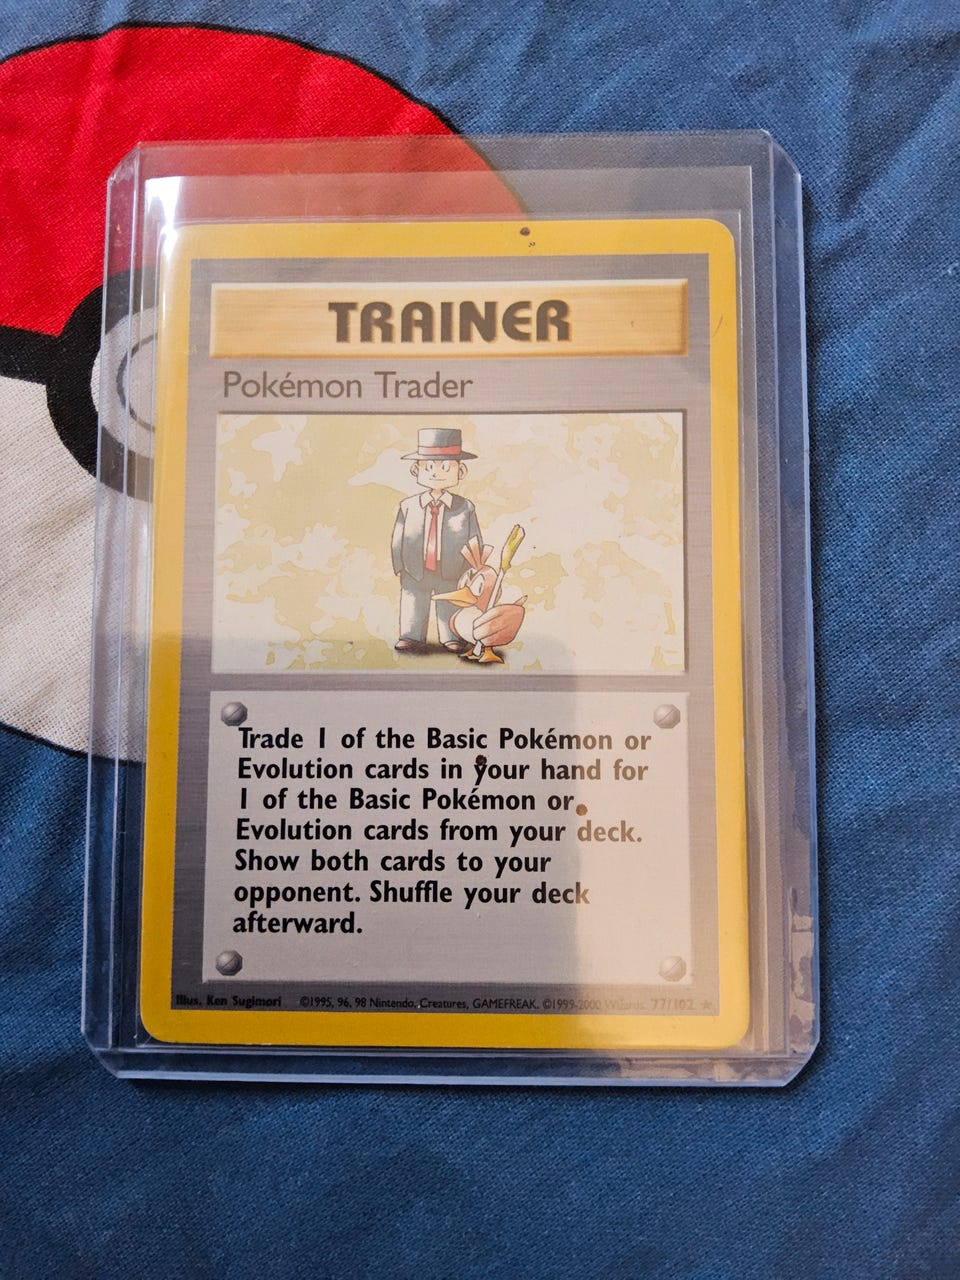 TRAINER
Pokémon Trader
Trade 1 of the Basic Pokémon or
Evolution cards in your hand for
1 of the Basic Pokémon or
Evolution cards from your deck.
Show both cards to your
opponent. Shuffle your deck
afterward.
Illus. Ken Sugimori ©1995, 96, 98 Nintendo, Creatures, GAMEFREAK. ©1999-2000 Wizards. 77/102 ★